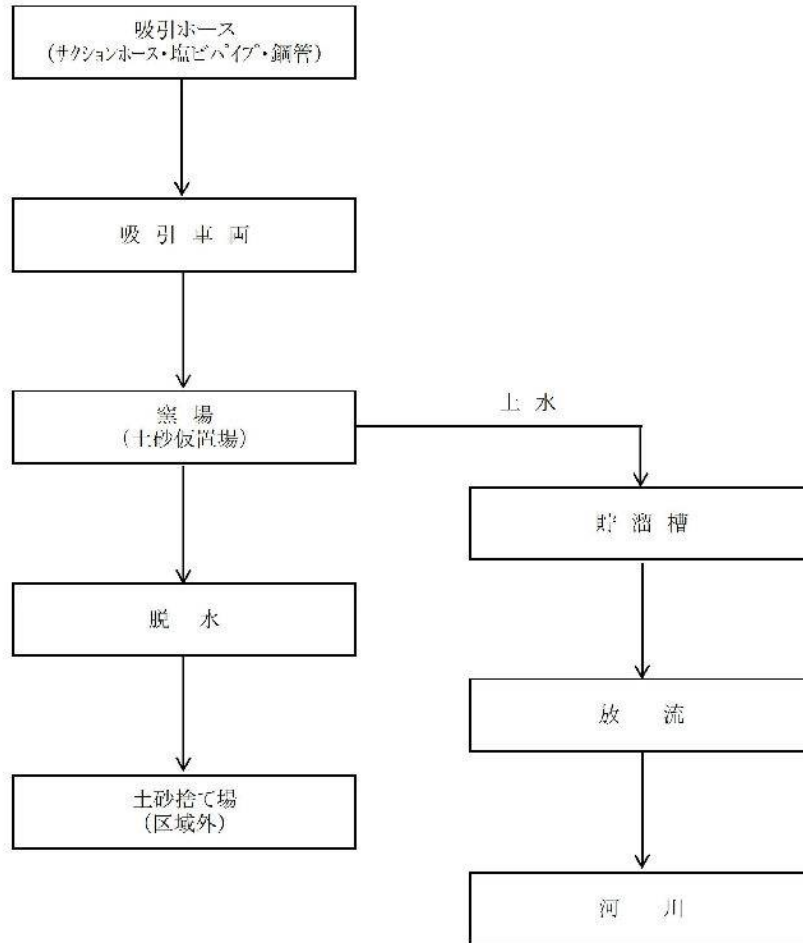 吸引ホース
（サクションホース・塩ビパイプ・鋼管）
吸 引 車 両
窯 場
（土砂仮置場）
上 水
貯 溜 槽
脱 水
放 流
土砂捨て場
（区域外）
河 川